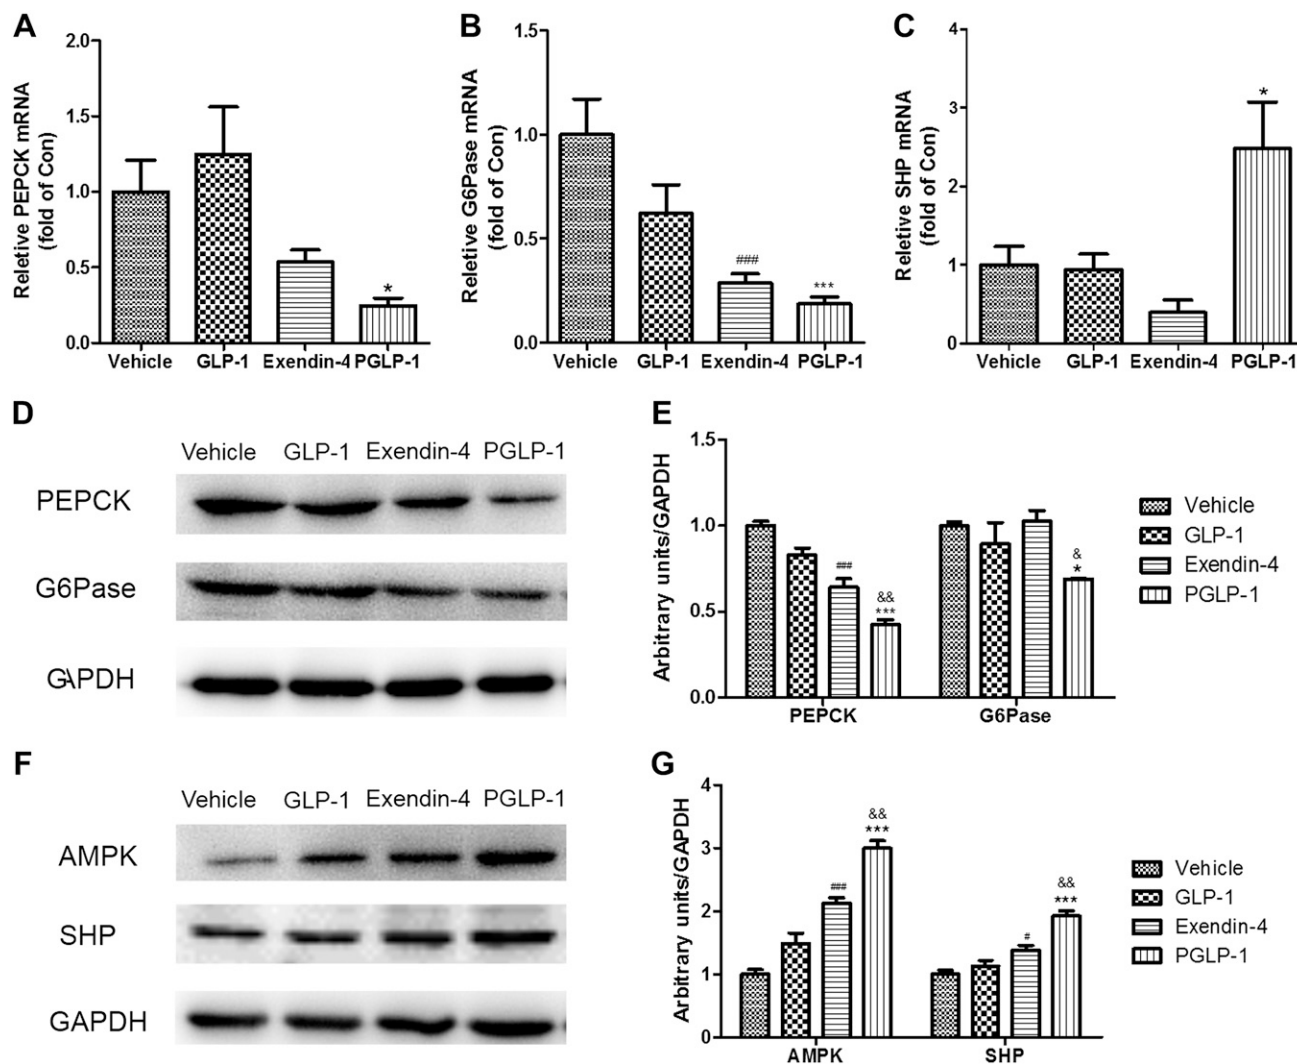 A
Reletive PEPCK mRNA
(fold of Con)
2.0
1.5
1.0
0.5
0.0
*
Vehicle GLP-1 Exendin-4 PGLP-1
B
Reletive G6Pase mRNA
(fold of Con)
1.5
1.0
0.5
0.0
###
***
Vehicle GLP-1 Exendin-4 PGLP-1
C
Reletive SHP mRNA
(fold of Con)
4
3
2
1
0
*
Vehicle GLP-1 Exendin-4 PGLP-1
D
Vehicle GLP-1 Exendin-4 PGLP-1
PEPCK
G6Pase
GAPDH
E
Arbitrary units/GAPDH
1.5
1.0
0.5
0.0
###
&&
***
&
*
PEPCK G6Pase
Vehicle
GLP-1
Exendin-4
PGLP-1
F
Vehicle GLP-1 Exendin-4 PGLP-1
AMPK
SHP
GAPDH
G
Arbitrary units/GAPDH
4
3
2
1
0
###
&&
***
#
&&
***
AMPK SHP
Vehicle
GLP-1
Exendin-4
PGLP-1